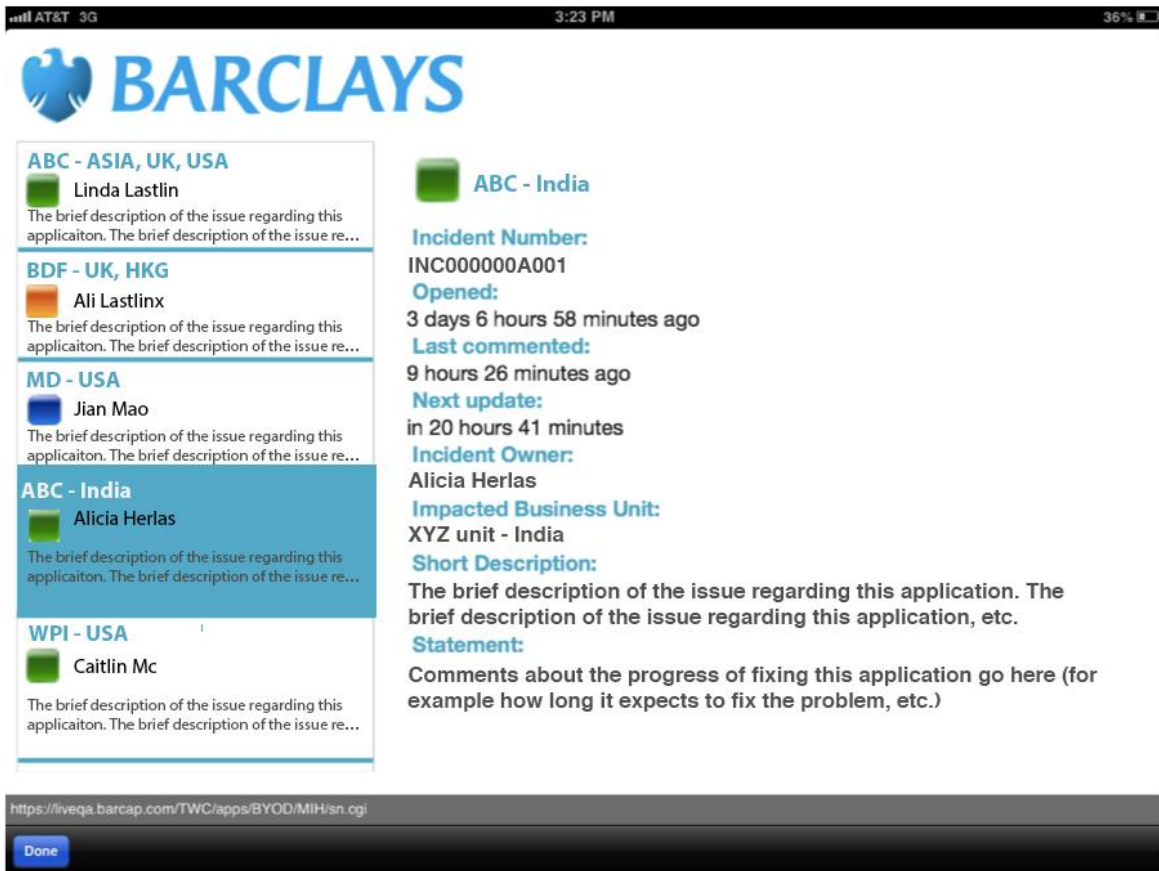 AT&T 3G
3:23 PM
36%
BARCLAYS
ABC - ASIA, UK, USA
Linda Lastlin
The brief description of the issue regarding this
applicaiton. The brief description of the issue re...
BDF - UK, HKG
Ali Lastlinx
The brief description of the issue regarding this
applicaiton. The brief description of the issue re...
MD - USA
Jian Mao
The brief description of the issue regarding this
applicaiton. The brief description of the issue re...
ABC - India
Alicia Herlas
The brief description of the issue regarding this
applicaiton. The brief description of the issue re...
WPI - USA
Caitlin Mc
The brief description of the issue regarding this
applicaiton. The brief description of the issue re...
ABC - India
Incident Number:
INC000000A001
Opened:
3 days 6 hours 58 minutes ago
Last commented:
9 hours 26 minutes ago
Next update:
in 20 hours 41 minutes
Incident Owner:
Alicia Herlas
Impacted Business Unit:
XYZ unit - India
Short Description:
The brief description of the issue regarding this application. The
brief description of the issue regarding this application, etc.
Statement:
Comments about the progress of fixing this application go here (for
example how long it expects to fix the problem, etc.)
https://liveqa.barcap.com/TWC/apps/BYOD/MIH/sn.cgi
Done